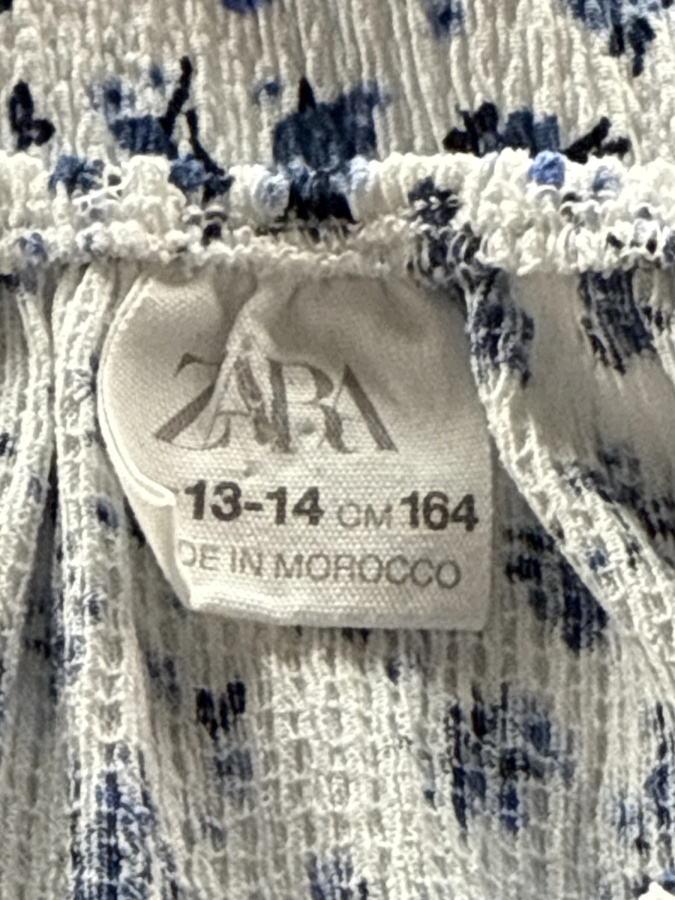 ZARA
13-14 CM 164
DE IN MOROCCO